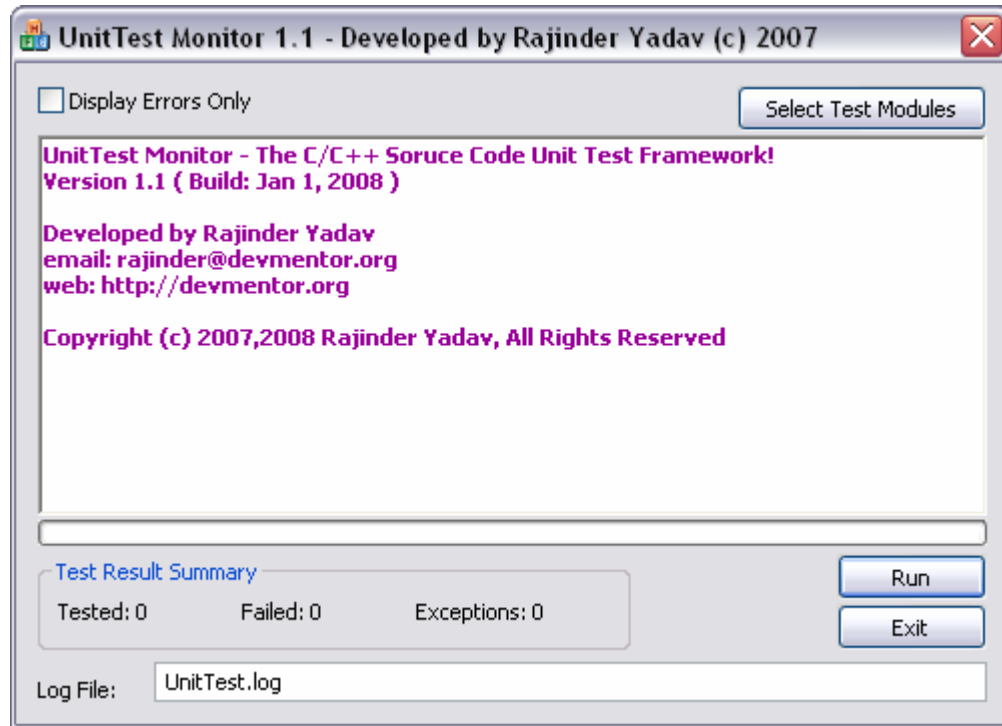 UnitTest Monitor 1.1 - Developed by Rajinder Yadav (c) 2007
Display Errors Only
Select Test Modules
UnitTest Monitor - The C/C++ Soruce Code Unit Test Framework!
Version 1.1 ( Build: Jan 1, 2008 )
Developed by Rajinder Yadav
email: rajinder@devmentor.org
web: http://devmentor.org
Copyright (c) 2007,2008 Rajinder Yadav, All Rights Reserved
Test Result Summary
Tested: 0 Failed: 0 Exceptions: 0
Run
Exit
Log File: UnitTest.log